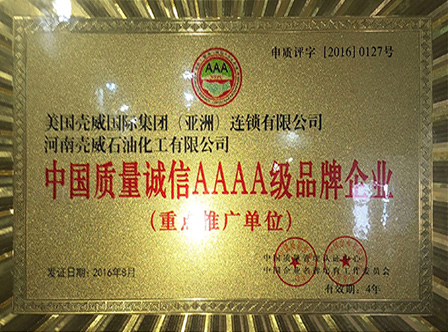 申质评字 [2016] 0127号
AAA
美国壳威国际集团（亚洲）连锁有限公司
河南壳威石油化工有限公司
中国质量诚信AAAA级品牌企业
（重点推广单位）
发证日期：2016年8月
有效期：4年